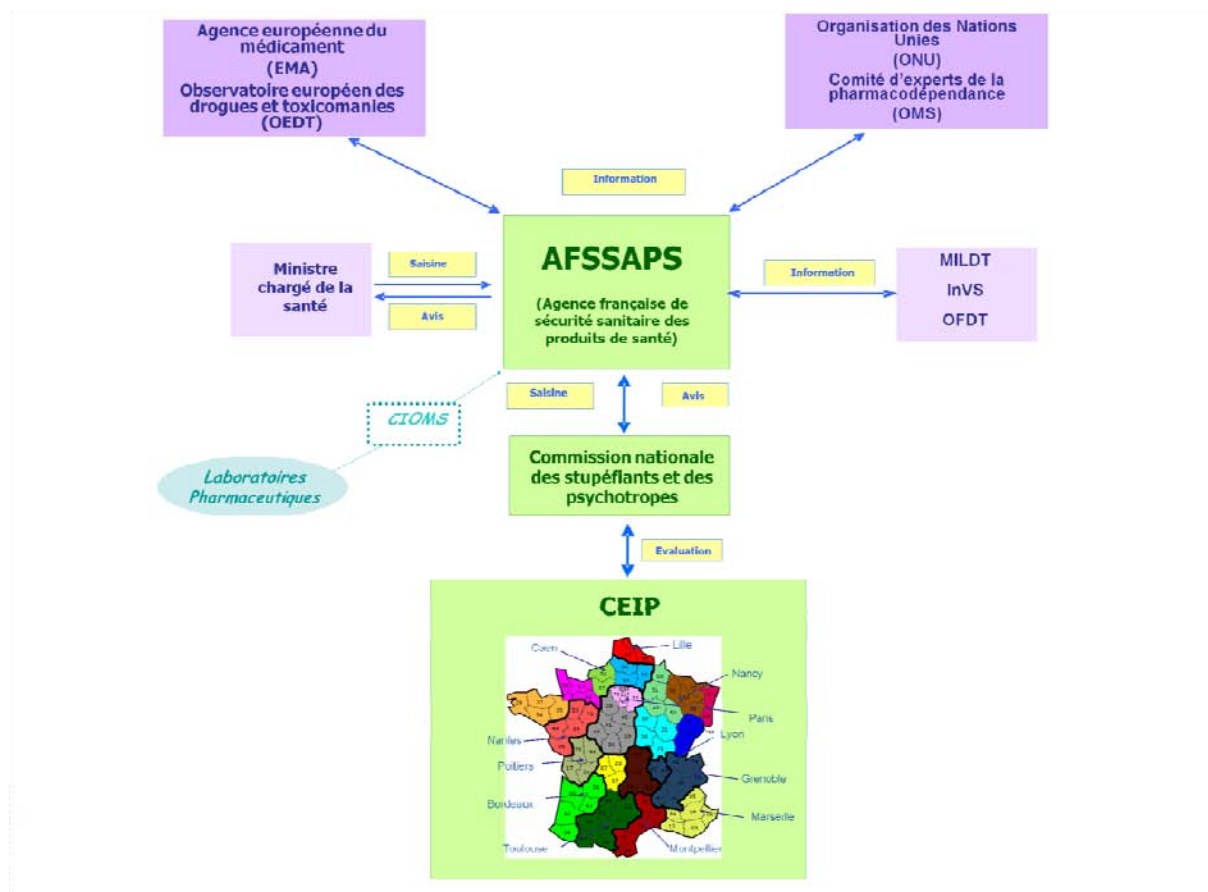 Agence européenne du
médicament
(EMA)
Observatoire européen des
drogues et toxicomanies
(OEDT)
Organisation des Nations
Unies
(ONU)
Comité d'experts de la
pharmacodépendance
(OMS)
Information
AFSSAPS
(Agence française de
sécurité sanitaire des
produits de santé)
Ministre
chargé de la
santé
Saisine
Avis
Information
MILDT
InVS
OFDT
CIOMS
Laboratoires
Pharmaceutiques
Saisine
Avis
Commission nationale
des stupéfiants et des
psychotropes
Evaluation
CEIP
Lille
Caen
Nancy
Paris
Nantes
Lyon
Poitiers
Grenoble
Bordeaux
Marseille
Toulouse
Montpellier